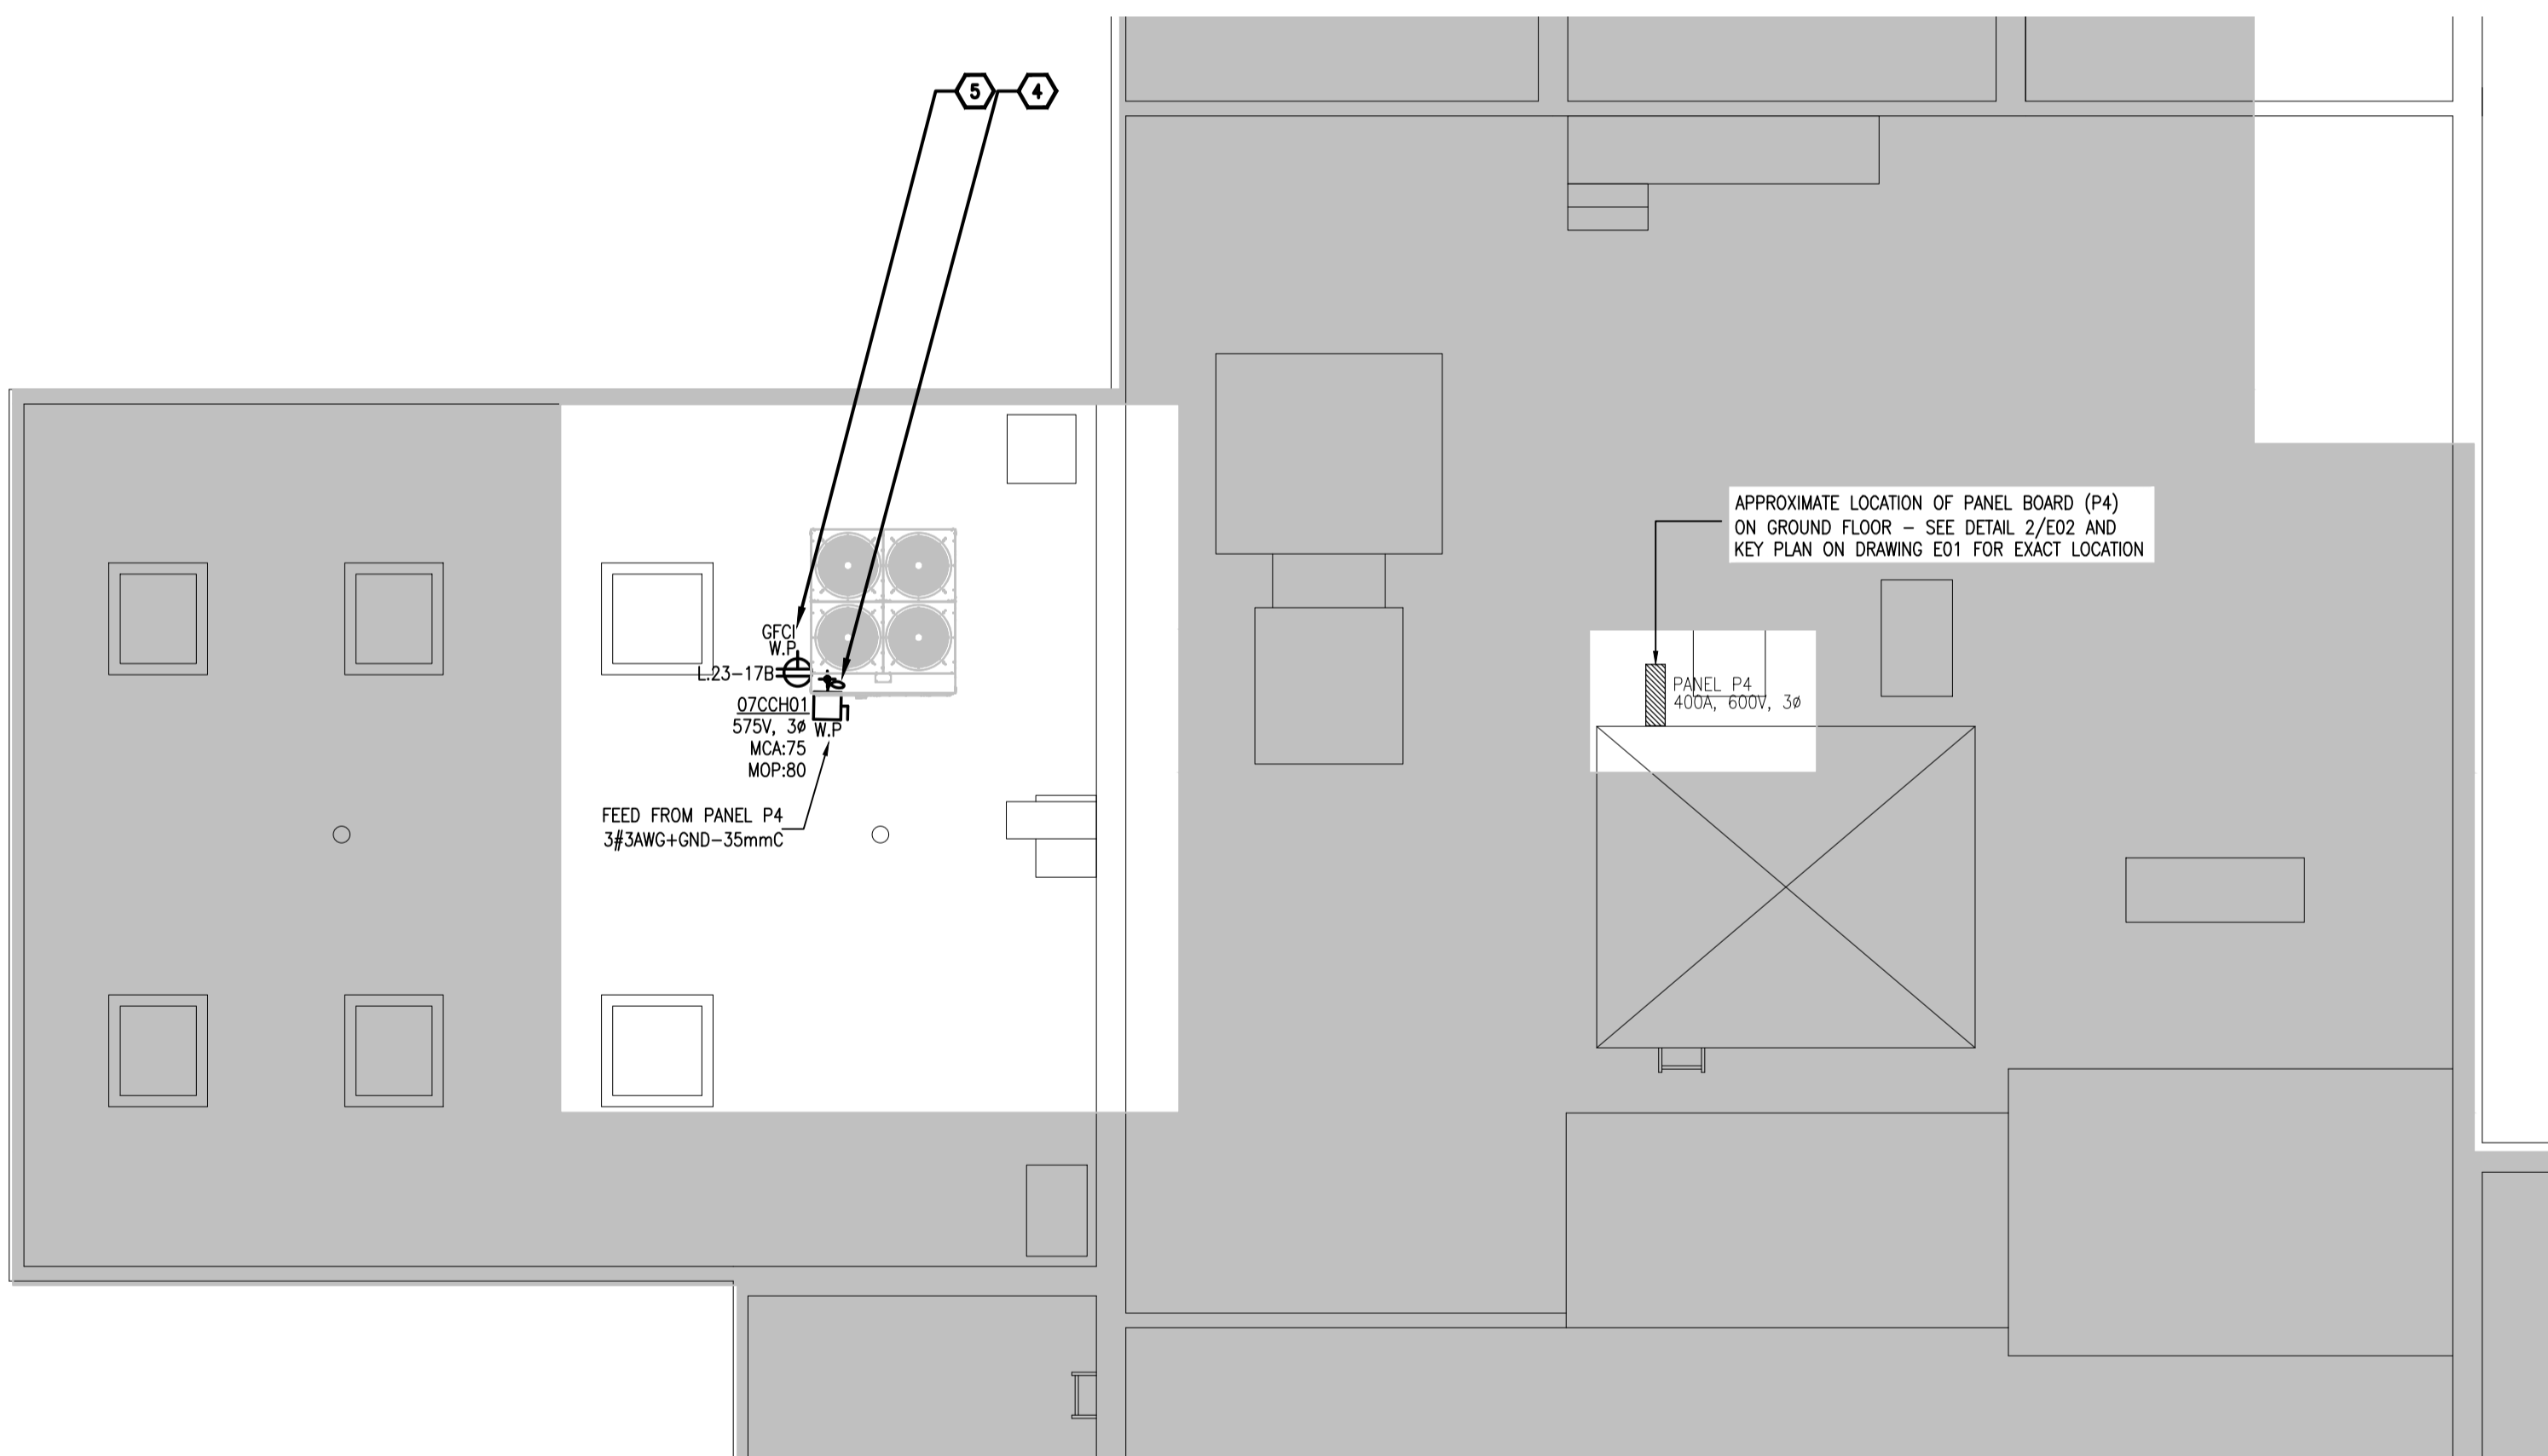 5
4
APPROXIMATE LOCATION OF PANEL BOARD (P4)
ON GROUND FLOOR – SEE DETAIL 2/E02 AND
KEY PLAN ON DRAWING E01 FOR EXACT LOCATION
GFCI
W.P
L:23-17B
07CCH01
575V, 3ø
MCA:75
MOP:80
W.P
PANEL P4
400A, 600V, 3ø
FEED FROM PANEL P4
3#3AWG+GND-35mmC